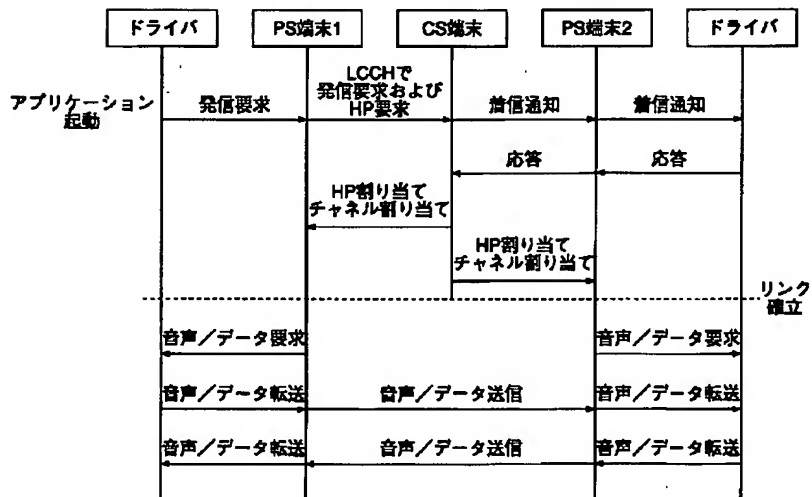 ドライバ
PS端末1
CS端末
PS端末2
ドライバ
アプリケーション
起動
発信要求
LCCHで
発信要求および
HP要求
着信通知
着信通知
応答
応答
HP割り当て
チャネル割り当て
HP割り当て
チャネル割り当て
リンク
確立
音声／データ要求
音声／データ要求
音声／データ転送
音声／データ送信
音声／データ転送
音声／データ転送
音声／データ送信
音声／データ転送